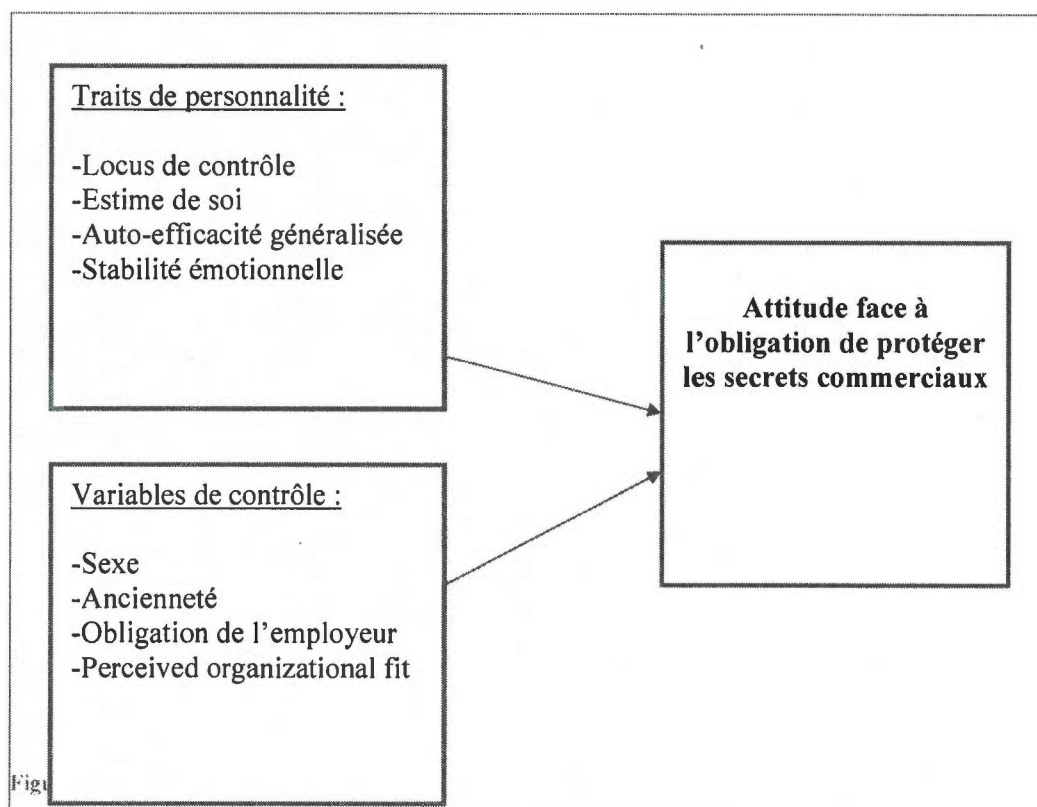 Traits de personnalité :
-Locus de contrôle
-Estime de soi
-Auto-efficacité généralisée
-Stabilité émotionnelle
Attitude face à
l'obligation de protéger
les secrets commerciaux
Variables de contrôle :
-Sexe
-Ancienneté
-Obligation de l'employeur
-Perceived organizational fit